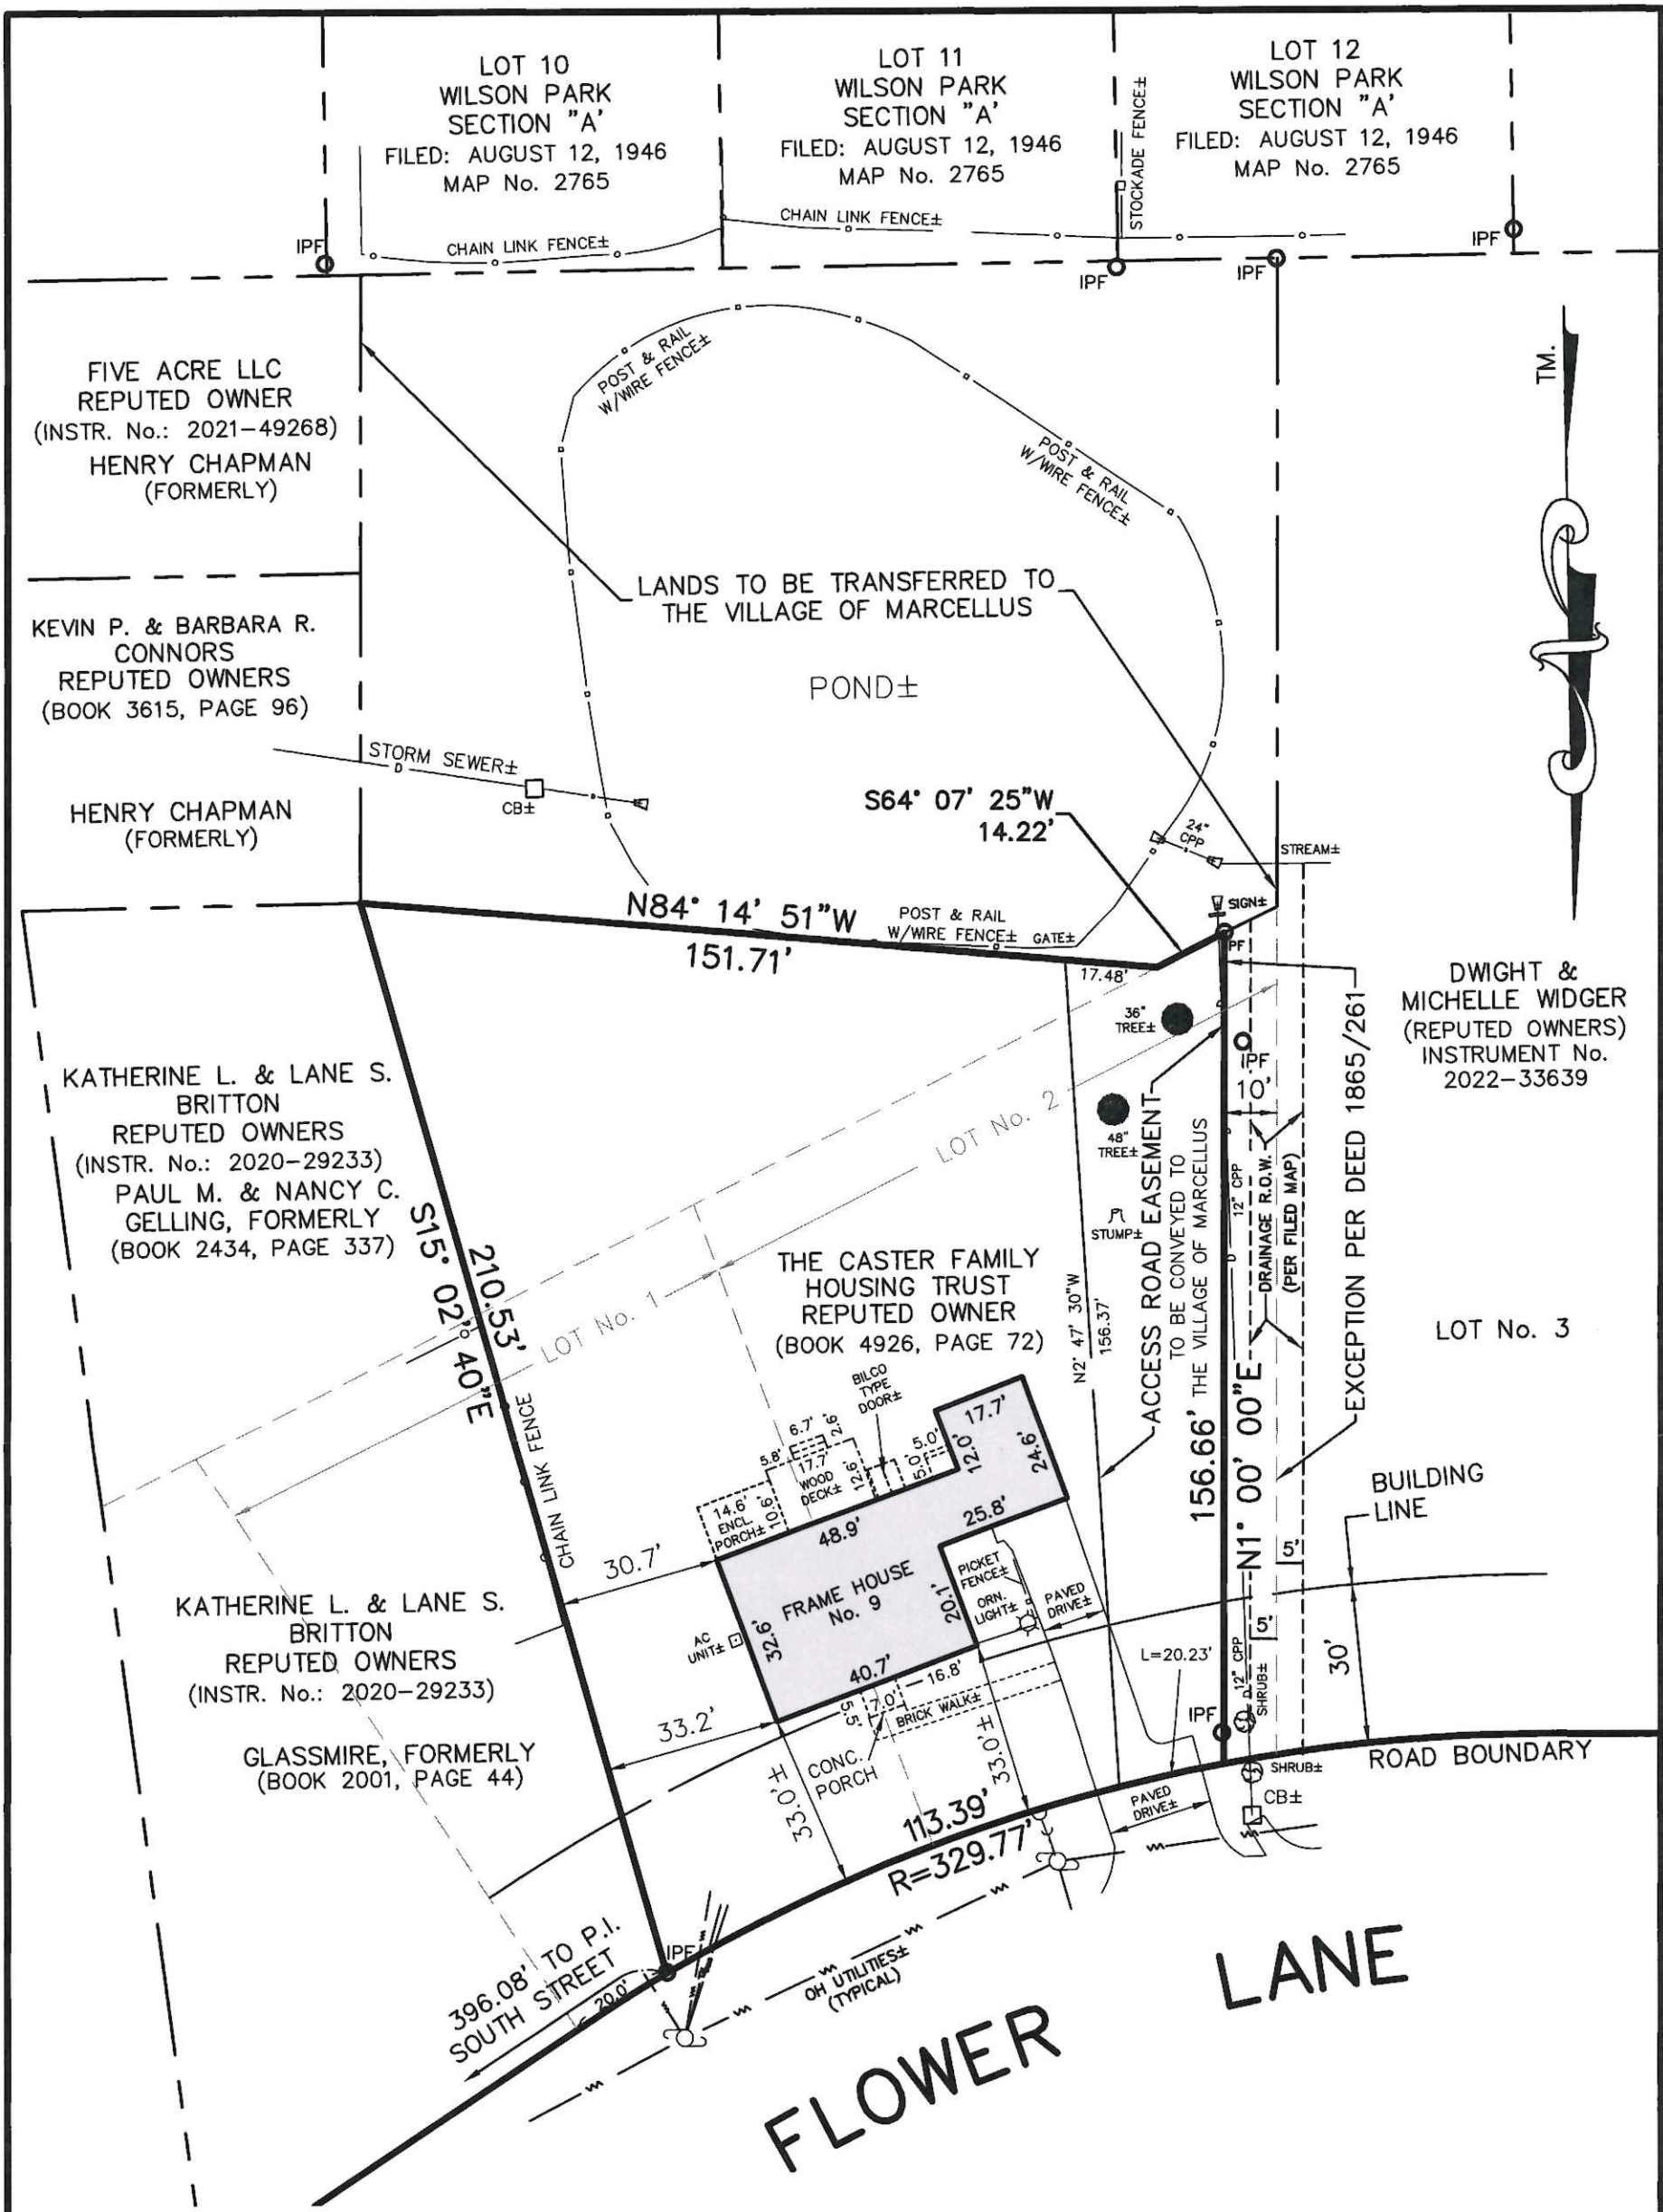 LOT 10
WILSON PARK
SECTION "A'
FILED: AUGUST 12, 1946
MAP No. 2765
LOT 11
WILSON PARK
SECTION "A'
FILED: AUGUST 12, 1946
MAP No. 2765
LOT 12
WILSON PARK
SECTION "A'
FILED: AUGUST 12, 1946
MAP No. 2765
STOCKADE FENCE±
CHAIN LINK FENCE±
CHAIN LINK FENCE±
IPF
IPF
IPF
IPF
FIVE ACRE LLC
REPUTED OWNER
(INSTR. No.: 2021-49268)
HENRY CHAPMAN
(FORMERLY)
POST & RAIL
W/WIRE FENCE±
POST & RAIL
W/WIRE FENCE±
TM.
LANDS TO BE TRANSFERRED TO
THE VILLAGE OF MARCELLUS
KEVIN P. & BARBARA R.
CONNORS
REPUTED OWNERS
(BOOK 3615, PAGE 96)
POND±
STORM SEWER±
D
CB±
HENRY CHAPMAN
(FORMERLY)
S64° 07' 25"W
14.22'
24"
CPP
STREAM±
SIGN±
N84° 14' 51"W
151.71'
POST & RAIL
W/WIRE FENCE±
GATE±
17.48'
PF
36"
TREE±
IPF
10'
48"
TREE±
STUMP±
DWIGHT &
MICHELLE WIDGER
(REPUTED OWNERS)
INSTRUMENT No.
2022-33639
KATHERINE L. & LANE S.
BRITTON
REPUTED OWNERS
(INSTR. No.: 2020-29233)
PAUL M. & NANCY C.
GELLING, FORMERLY
(BOOK 2434, PAGE 337)
S15° 02' 40"E
210.53'
LOT No. 2
LOT No. 1
ACCESS ROAD EASEMENT
TO BE CONVEYED TO
THE VILLAGE OF MARCELLUS
12" CPP
DRAINAGE R.O.W.
(PER FILED MAP)
EXCEPTION PER DEED 1865/261
N2° 47' 30"W
156.37'
156.66'
N1° 00' 00"E
LOT No. 3
THE CASTER FAMILY
HOUSING TRUST
REPUTED OWNER
(BOOK 4926, PAGE 72)
BILCO
TYPE
DOOR±
17.7'
24.6'
12.0'
5.0'
5.0'
6.7'
2.6'
5.8'
17.7'
WOOD
DECK±
12.6'
14.6'
ENCL.
PORCH±
10.6'
48.9'
25.8'
FRAME HOUSE
No. 9
32.6'
20.1'
40.7'
CHAIN LINK FENCE
30.7'
33.2'
AC
UNIT±
PICKET
FENCE±
ORN.
LIGHT±
PAVED
DRIVE±
BUILDING
LINE
5'
5'
30'
KATHERINE L. & LANE S.
BRITTON
REPUTED OWNERS
(INSTR. No.: 2020-29233)
GLASSMIRE, FORMERLY
(BOOK 2001, PAGE 44)
5.5'
7.0'
16.8'
BRICK WALK±
CONC.
PORCH
33.0'±
33.0'±
L=20.23'
IPF
12" CPP
SHRUB±
SHRUB±
CB±
ROAD BOUNDARY
PAVED
DRIVE±
113.39'
R=329.77'
IPF
396.08' TO P.I.
SOUTH STREET
20.0'
OH UTILITIES±
(TYPICAL)
FLOWER LANE